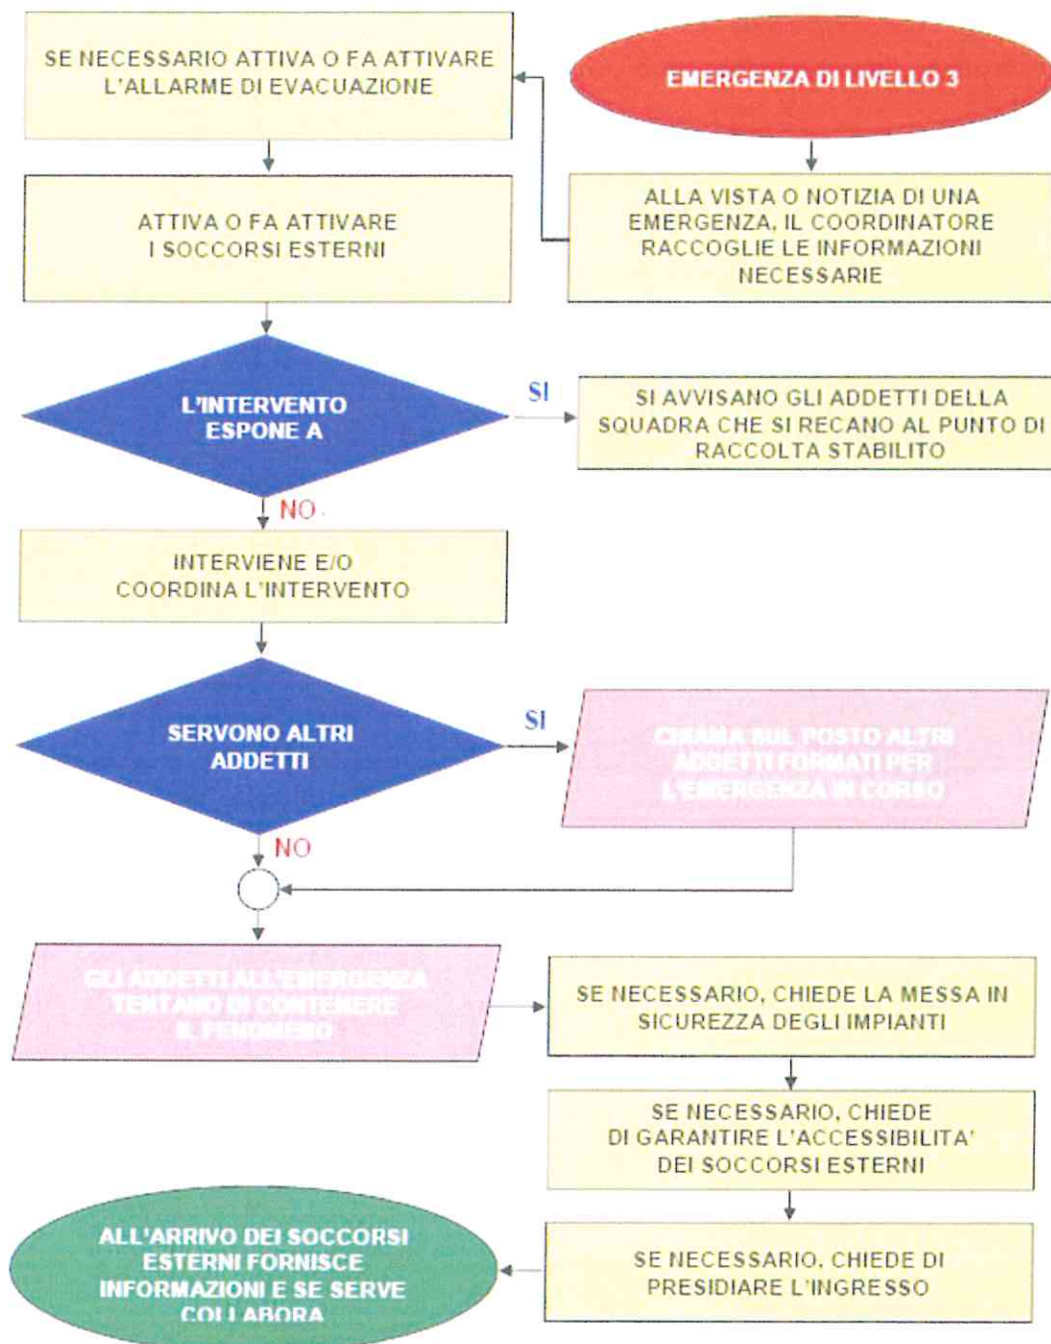 EMERGENZA DI LIVELLO 3
ALLA VISTA O NOTIZIA DI UNA
EMERGENZA, IL COORDINATORE
RACCOGLIE LE INFORMAZIONI
NECESSARIE
SE NECESSARIO ATTIVA O FA ATTIVARE
L'ALLARME DI EVACUAZIONE
ATTIVA O FA ATTIVARE
I SOCCORSI ESTERNI
L'INTERVENTO
ESPONE A
SI
SI AVVISANO GLI ADDETTI DELLA
SQUADRA CHE SI RECANO AL PUNTO DI
RACCOLTA STABILITO
NO
INTERVIENE E/O
COORDINA L'INTERVENTO
SERVONO ALTRI
ADDETTI
SI
CHIAMA SUL POSTO ALTRI
ADDETTI FORMATI PER
L'EMERGENZA IN CORSO
NO
GLI ADDETTI ALL'EMERGENZA
TENTANO DI CONTENERE
IL FENOMENO
SE NECESSARIO, CHIEDE LA MESSA IN
SICUREZZA DEGLI IMPIANTI
SE NECESSARIO, CHIEDE
DI GARANTIRE L'ACCESSIBILITA'
DEI SOCCORSI ESTERNI
SE NECESSARIO, CHIEDE DI
PRESIDIARE L'INGRESSO
ALL'ARRIVO DEI SOCCORSI
ESTERNI FORNISCE
INFORMAZIONI E SE SERVE
COLLABORA